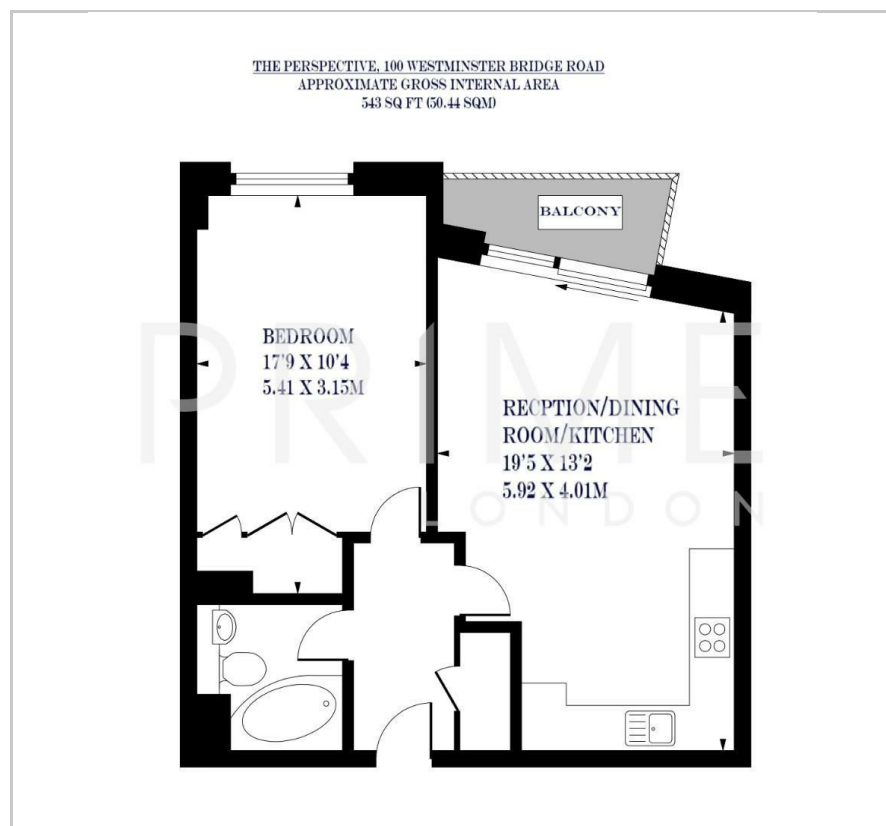 THE PERSPECTIVE, 100 WESTMINSTER BRIDGE ROAD
APPROXIMATE GROSS INTERNAL AREA
543 SQ FT (50.44 SQM)
BALCONY
BEDROOM
17'9 X 10'4
5.41 X 3.15M
RECPTION/DINING
ROOM/KITCHEN
19'5 X 13'2
5.92 X 4.01M
PRIME
LONDON